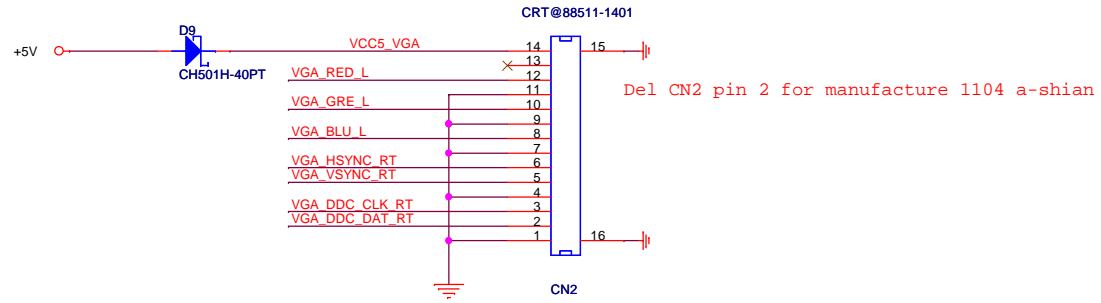 CRT@88511-1401
D9
+5V
VCC5_VGA
14
15
CH501H-40PT
13
VGA_RED_L
12
Del CN2 pin 2 for manufacture 1104 a-shian
11
VGA_GRE_L
10
9
VGA_BLU_L
8
7
VGA_HSYNC_RT
6
VGA_VSYNC_RT
5
4
VGA_DDC_CLK_RT
3
VGA_DDC_DAT_RT
2
1
16
CN2